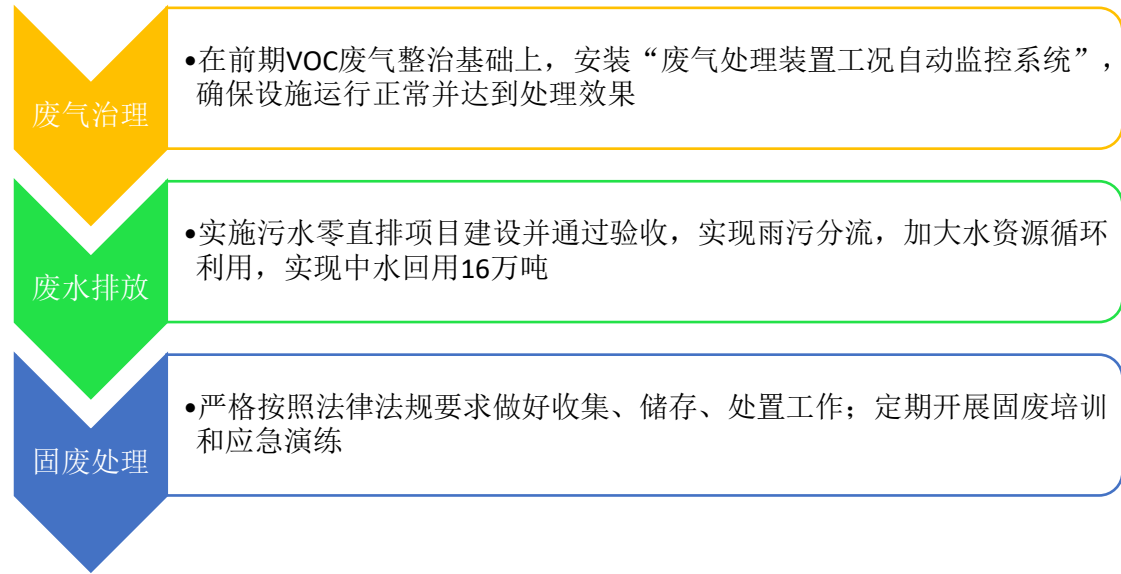 废气治理
•在前期VOC废气整治基础上，安装“废气处理装置工况自动监控系统”，
确保设施运行正常并达到处理效果
废水排放
•实施污水零直排项目建设并通过验收，实现雨污分流，加大水资源循环
利用，实现中水回用16万吨
固废处理
•严格按照法律法规要求做好收集、储存、处置工作；定期开展固废培训
和应急演练